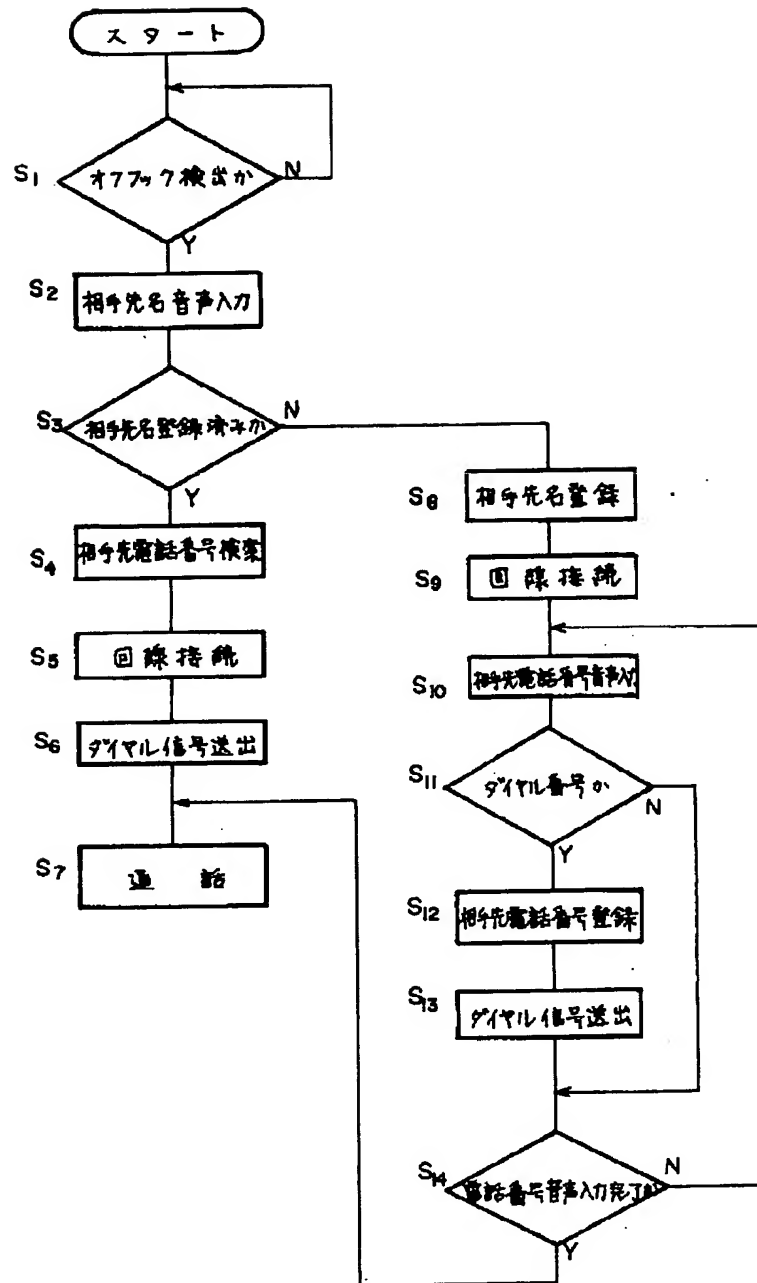 スタート
S1
オフフック検出か
N
Y
S2
相手先名音声入力
S3
相手先名登録済みか
N
Y
S4
相手先電話番号検索
S5
回線接続
S6
ダイヤル信号送出
S7
通話
S8
相手先名登録
S9
回線接続
S10
相手先電話番号音声入力
S11
ダイヤル番号か
N
Y
S12
相手先電話番号登録
S13
ダイヤル信号送出
S14
電話番号音声入力完了か
N
Y